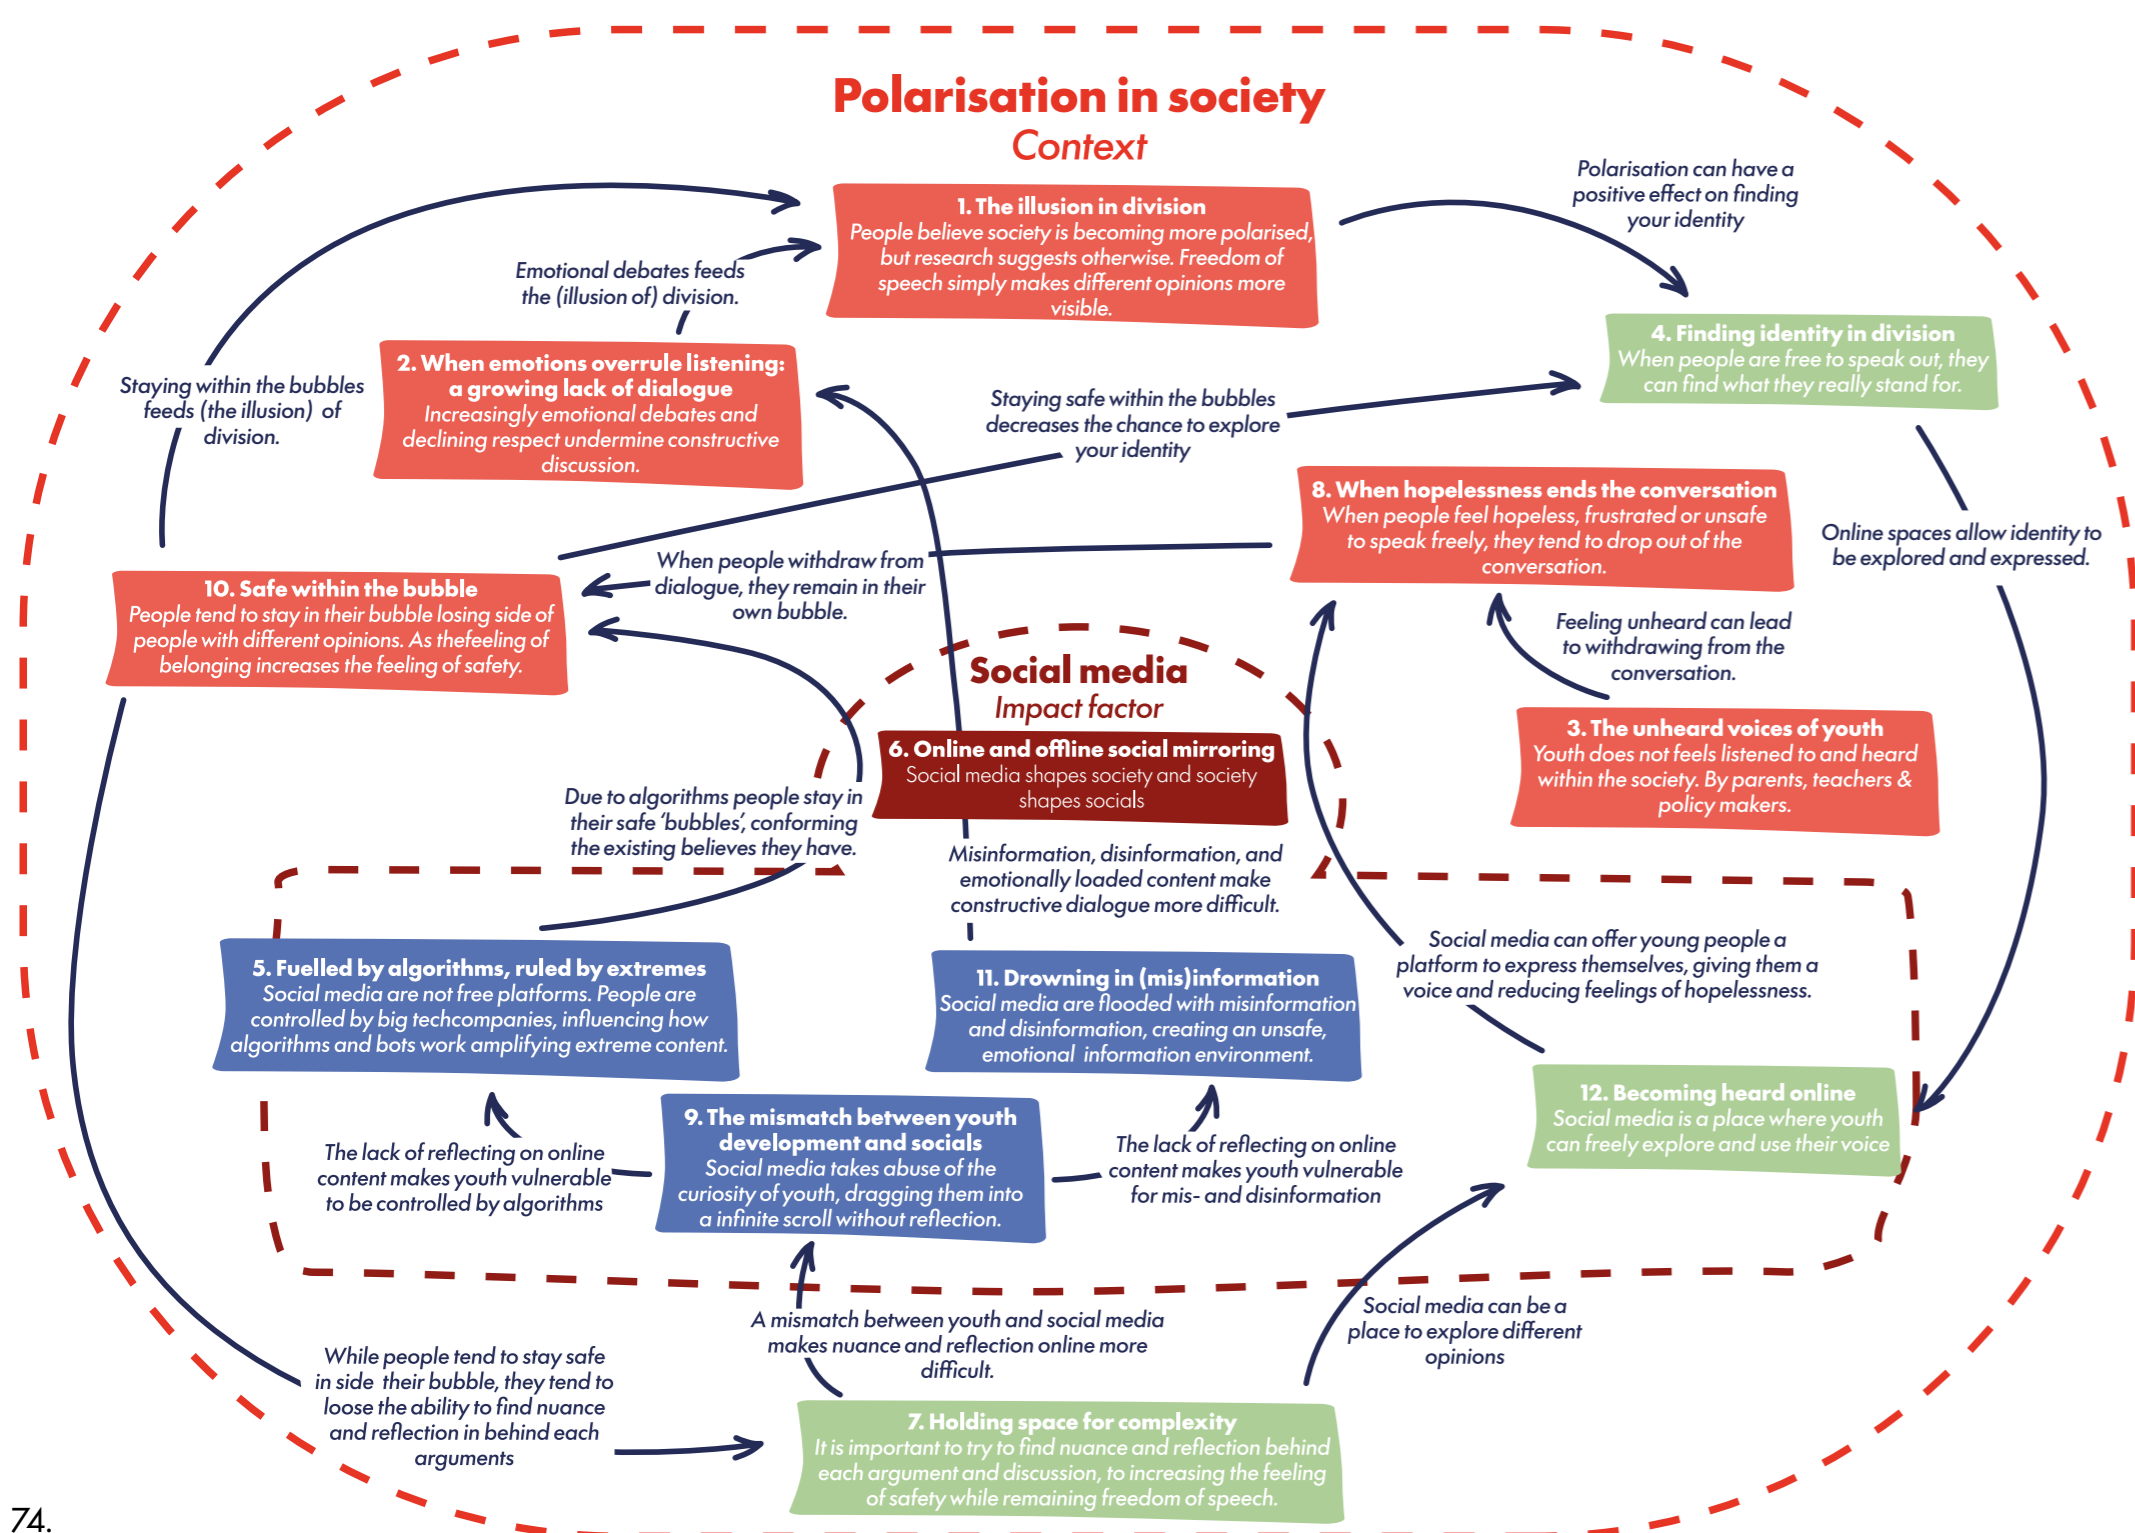 Polarisation in society
Context
Polarisation can have a
positive effect on finding
your identity
1. The illusion in division
People believe society is becoming more polarised,
but research suggests otherwise. Freedom of
speech simply makes different opinions more
visible.
Emotional debates feeds
the (illusion of) division.
4. Finding identity in division
When people are free to speak out, they
can find what they really stand for.
2. When emotions overrule listening:
a growing lack of dialogue
Increasingly emotional debates and
declining respect undermine constructive
discussion.
Staying within the bubbles
feeds (the illusion) of
division.
Staying safe within the bubbles
decreases the chance to explore
your identity
8. When hopelessness ends the conversation
When people feel hopeless, frustrated or unsafe
to speak freely, they tend to drop out of the
conversation.
Online spaces allow identity to
be explored and expressed.
When people withdraw from
dialogue, they remain in their
own bubble.
10. Safe within the bubble
People tend to stay in their bubble losing side of
people with different opinions. As thefeeling of
belonging increases the feeling of safety.
Feeling unheard can lead
to withdrawing from the
conversation.
Social media
Impact factor
6. Online and offline social mirroring
Social media shapes society and society
shapes socials
3. The unheard voices of youth
Youth does not feels listened to and heard
within the society. By parents, teachers &
policy makers.
Due to algorithms people stay in
their safe ‘bubbles’, conforming
the existing believes they have.
Misinformation, disinformation, and
emotionally loaded content make
constructive dialogue more difficult.
Social media can offer young people a
platform to express themselves, giving them a
voice and reducing feelings of hopelessness.
5. Fuelled by algorithms, ruled by extremes
Social media are not free platforms. People are
controlled by big techcompanies, influencing how
algorithms and bots work amplifying extreme content.
11. Drowning in (mis)information
Social media are flooded with misinformation
and disinformation, creating an unsafe,
emotional information environment.
12. Becoming heard online
Social media is a place where youth
can freely explore and use their voice
The lack of reflecting on online
content makes youth vulnerable
to be controlled by algorithms
9. The mismatch between youth
development and socials
Social media takes abuse of the
curiosity of youth, dragging them into
a infinite scroll without reflection.
The lack of reflecting on online
content makes youth vulnerable
for mis- and disinformation
A mismatch between youth and social media
makes nuance and reflection online more
difficult.
Social media can be a
place to explore different
opinions
While people tend to stay safe
in side their bubble, they tend to
loose the ability to find nuance
and reflection in behind each
arguments
7. Holding space for complexity
It is important to try to find nuance and reflection behind
each argument and discussion, to increasing the feeling
of safety while remaining freedom of speech.
74.